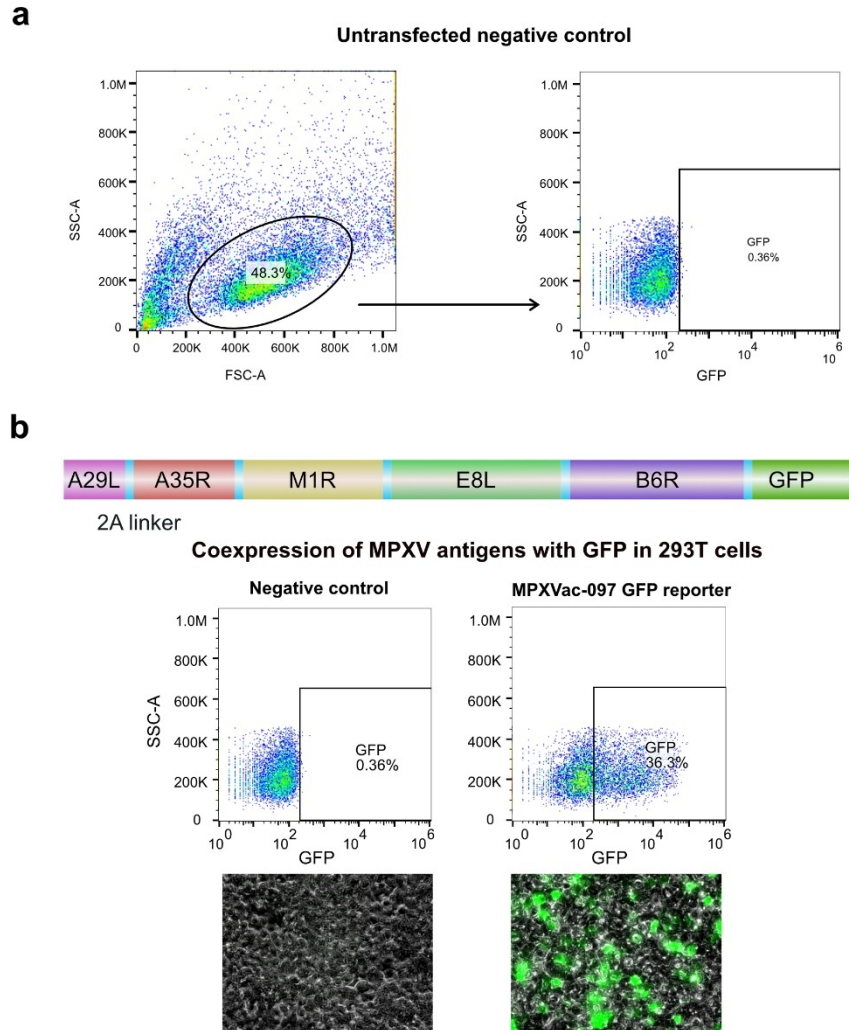 a
Untransfected negative control
1.0M
800K
600K
400K
200K
0
SSC-A
48.3%
0 200K 400K 600K 800K 1.0M
FSC-A
1.0M
800K
600K
400K
200K
0
SSC-A
GFP
0.36%
10^0 10^2 10^4 10^6
GFP
b
A29L A35R M1R E8L B6R GFP
2A linker
Coexpression of MPXV antigens with GFP in 293T cells
Negative control
1.0M
800K
600K
400K
200K
0
SSC-A
GFP
0.36%
10^0 10^2 10^4 10^6
GFP
MPXVac-097 GFP reporter
1.0M
800K
600K
400K
200K
0
GFP
36.3%
10^0 10^2 10^4 10^6
GFP